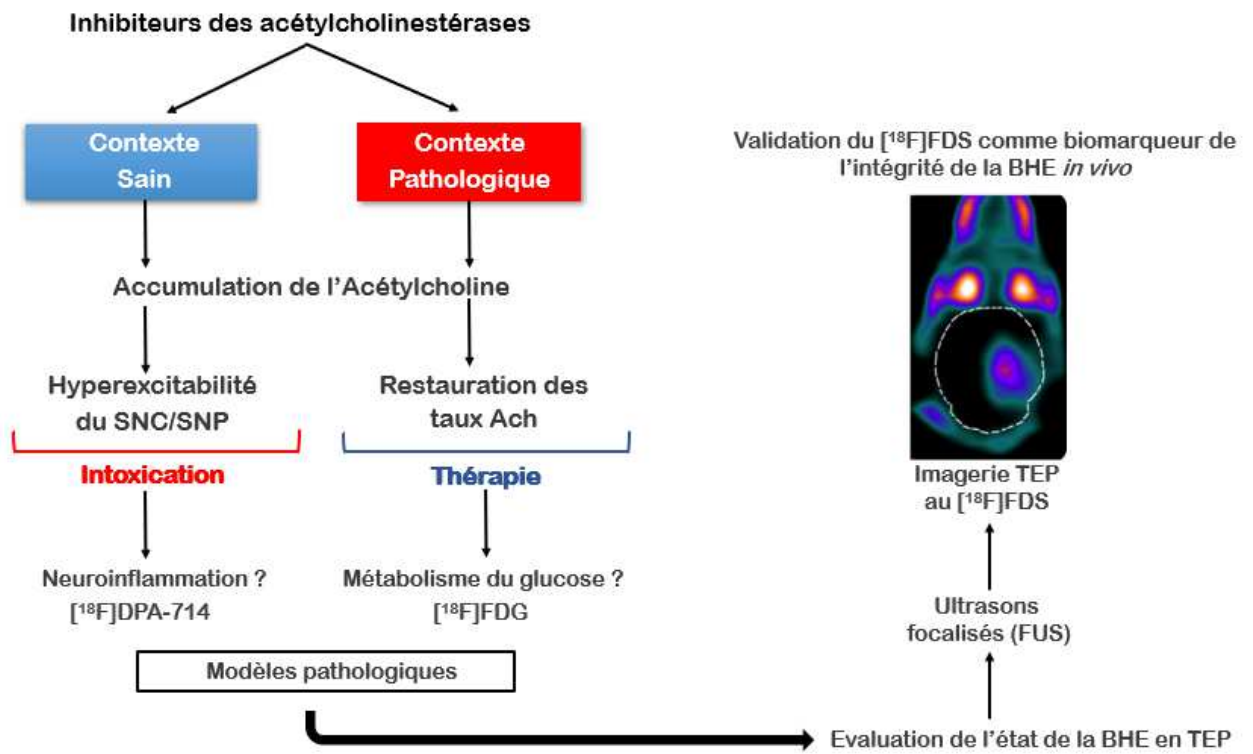 Inhibiteurs des acétylcholinestérases
Contexte
Sain
Contexte
Pathologique
Accumulation de l'Acétylcholine
Hyperexcitabilité
du SNC/SNP
Restauration des
taux Ach
Intoxication
Thérapie
Neuroinflammation ?
[¹⁸F]DPA-714
Métabolisme du glucose ?
[¹⁸F]FDG
Modèles pathologiques
Validation du [¹⁸F]FDS comme biomarqueur de
l'intégrité de la BHE in vivo
Imagerie TEP
au [¹⁸F]FDS
Ultrasons
focalisés (FUS)
Evaluation de l'état de la BHE en TEP